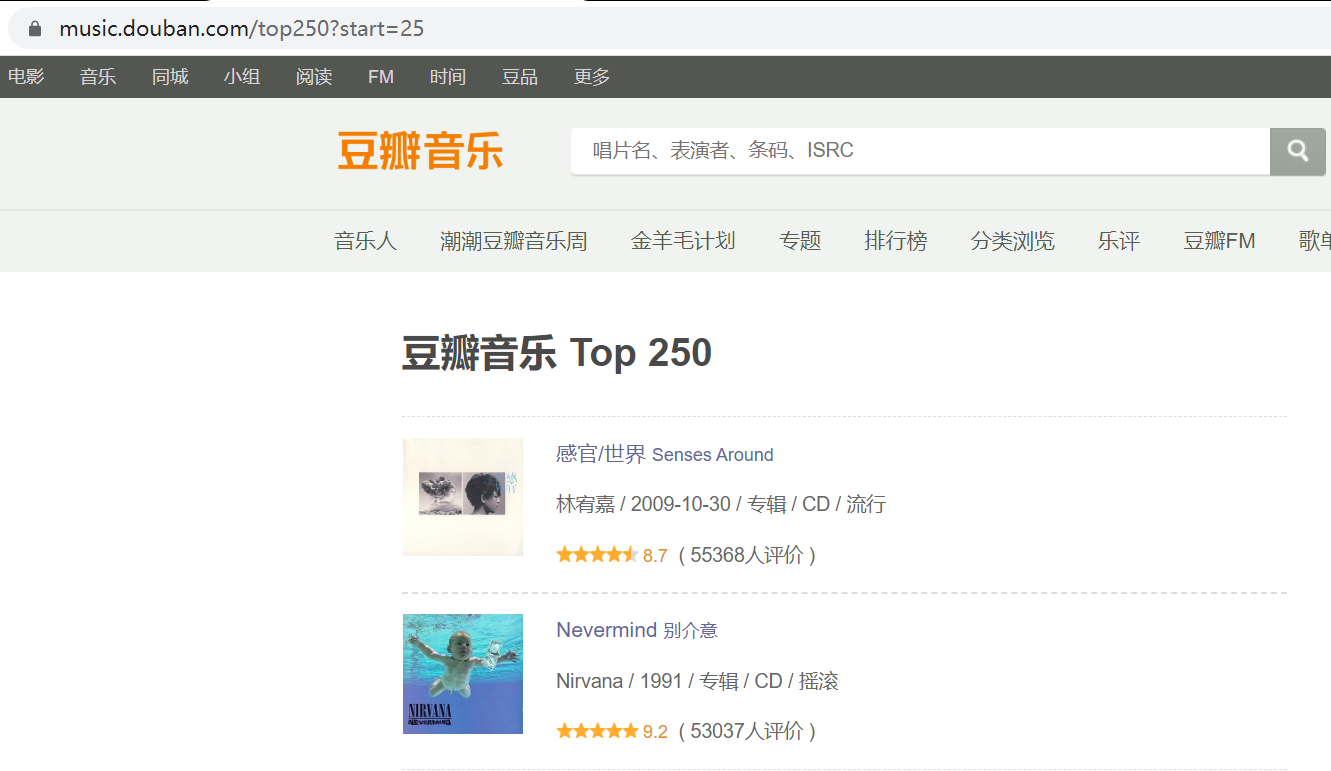 music.douban.com/top250?start=25
电影 音乐 同城 小组 阅读 FM 时间 豆品 更多
豆瓣音乐
唱片名、表演者、条码、ISRC
音乐人 潮潮豆瓣音乐周 金羊毛计划 专题 排行榜 分类浏览 乐评 豆瓣FM 歌单
豆瓣音乐 Top 250
感官/世界 Senses Around
林宥嘉 / 2009-10-30 / 专辑 / CD / 流行
8.7 ( 55368人评价 )
Nevermind 别介意
Nirvana / 1991 / 专辑 / CD / 摇滚
NIRVANA
NEVERMIND
9.2 ( 53037人评价 )